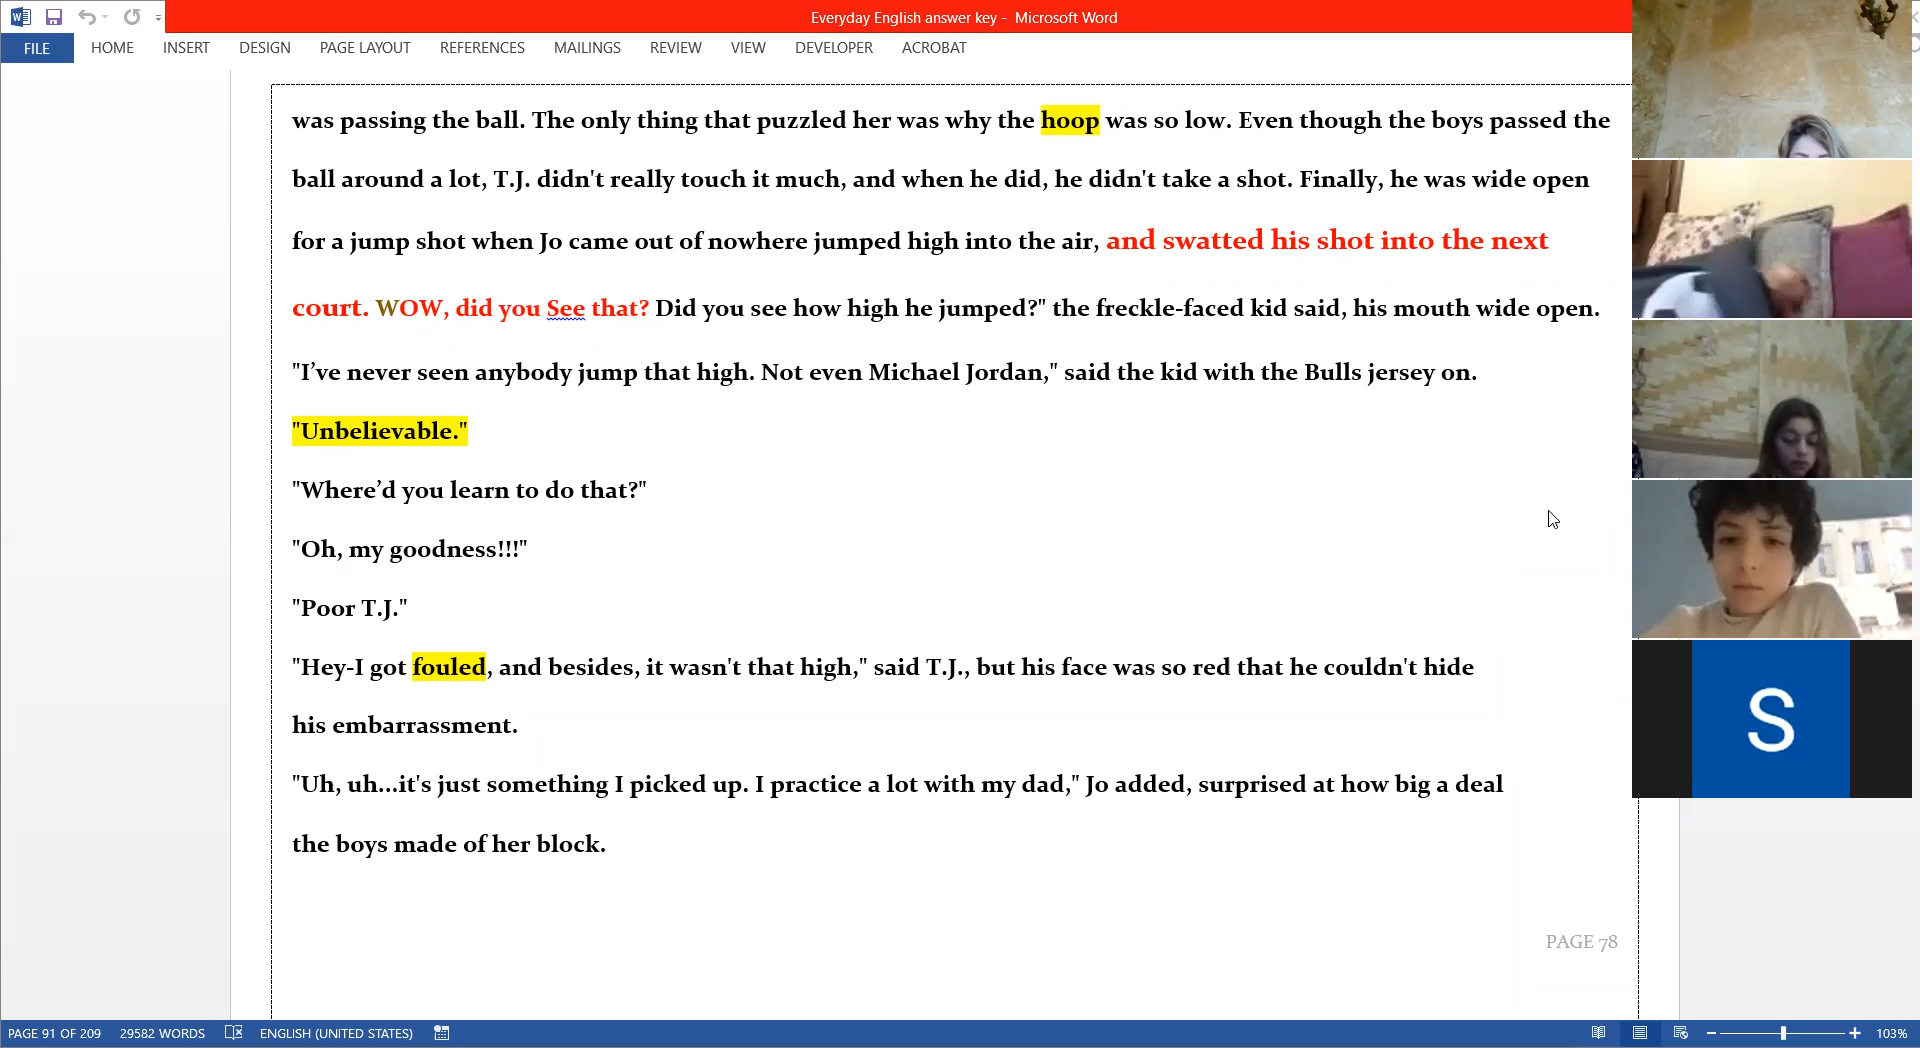 Everyday English answer key - Microsoft Word
FILE HOME INSERT DESIGN PAGE LAYOUT REFERENCES MAILINGS REVIEW VIEW DEVELOPER ACROBAT
was passing the ball. The only thing that puzzled her was why the hoop was so low. Even though the boys passed the
ball around a lot, T.J. didn't really touch it much, and when he did, he didn't take a shot. Finally, he was wide open
for a jump shot when Jo came out of nowhere jumped high into the air, and swatted his shot into the next
court. WOW, did you See that? Did you see how high he jumped?" the freckle-faced kid said, his mouth wide open.
"I’ve never seen anybody jump that high. Not even Michael Jordan," said the kid with the Bulls jersey on.
"Unbelievable."
"Where’d you learn to do that?"
"Oh, my goodness!!!"
"Poor T.J."
"Hey-I got fouled, and besides, it wasn't that high," said T.J., but his face was so red that he couldn't hide
his embarrassment.
"Uh, uh...it's just something I picked up. I practice a lot with my dad," Jo added, surprised at how big a deal
the boys made of her block.
PAGE 78
S
PAGE 91 OF 209 29582 WORDS ENGLISH (UNITED STATES) 103%